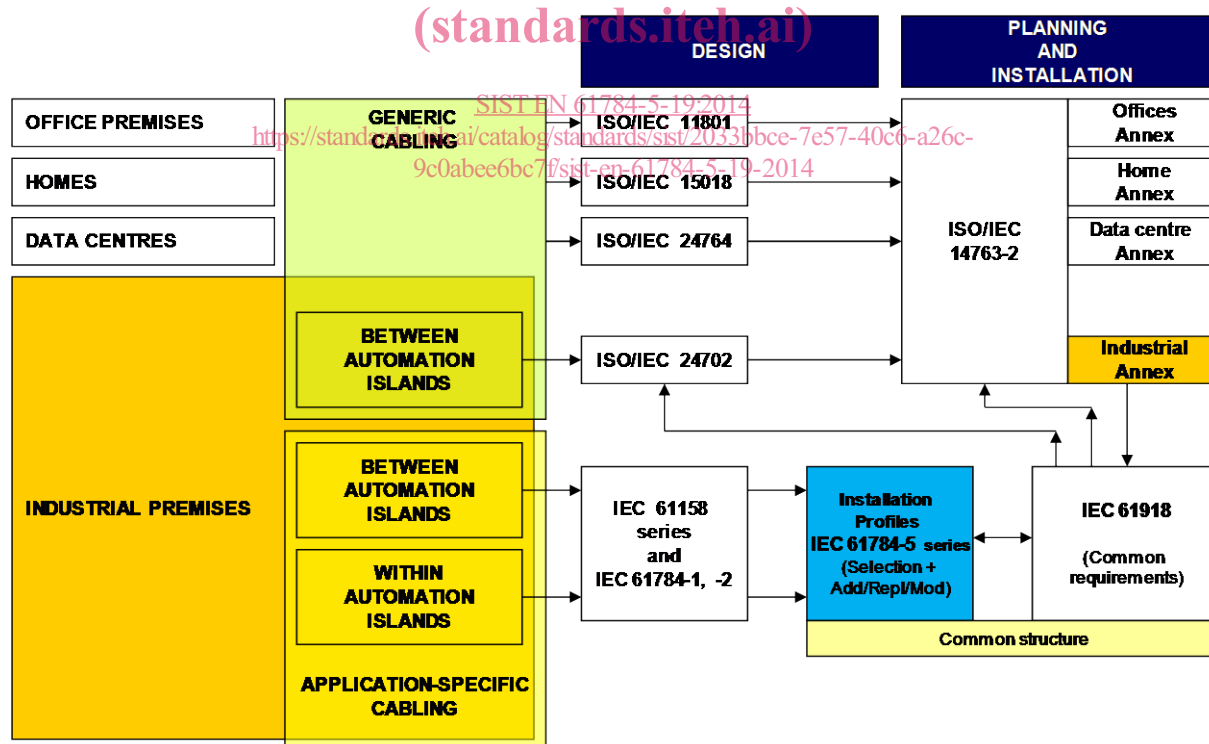 (standards.iteh.ai)
DESIGN
PLANNING
AND
INSTALLATION
SIST EN 61784-5-19:2014
https://standards.iteh.ai/catalog/standards/sist/2033bbce-7e57-40c6-a26c-
9c0abee6bc7f/sist-en-61784-5-19-2014
OFFICE PREMISES
GENERIC
CABLING
ISO/IEC 11801
Offices
Annex
HOMES
ISO/IEC 15018
Home
Annex
DATA CENTRES
ISO/IEC 24764
ISO/IEC
14763-2
Data centre
Annex
BETWEEN
AUTOMATION
ISLANDS
ISO/IEC 24702
Industrial
Annex
INDUSTRIAL PREMISES
BETWEEN
AUTOMATION
ISLANDS
WITHIN
AUTOMATION
ISLANDS
APPLICATION-SPECIFIC
CABLING
IEC 61158
series
and
IEC 61784-1, -2
Installation
Profiles
IEC 61784-5 series
(Selection +
Add/Repl/Mod)
IEC 61918
(Common
requirements)
Common structure